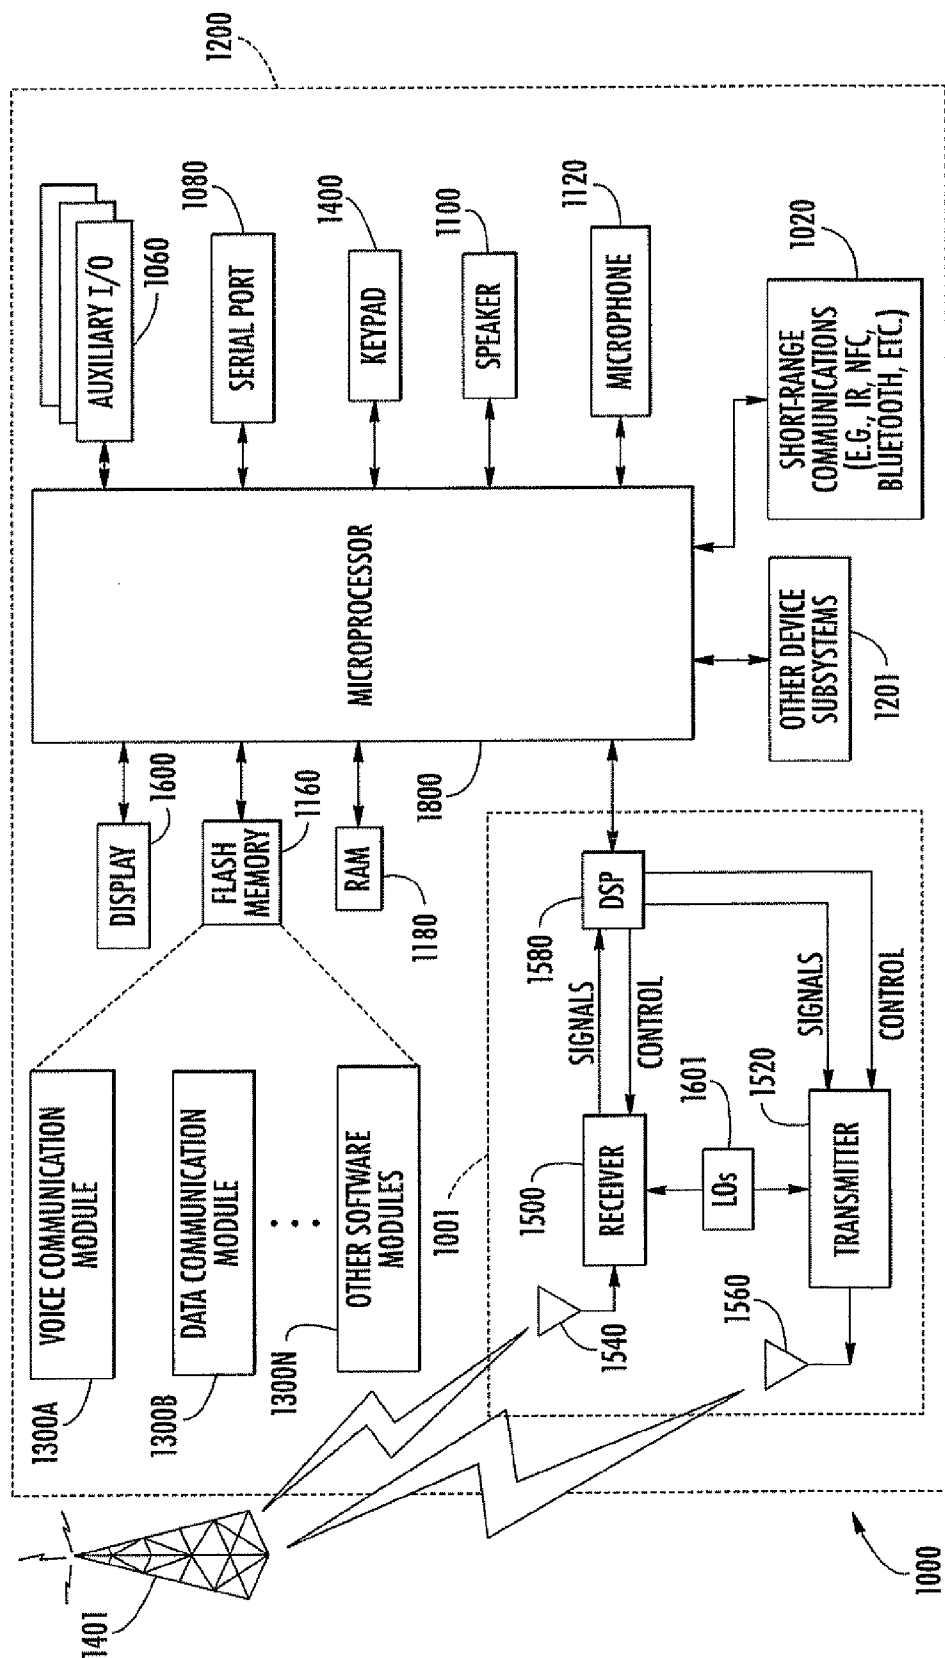 1200
AUXILIARY I/O
1060
SERIAL PORT
1080
KEYPAD
1400
SPEAKER
1100
MICROPHONE
1120
SHORT-RANGE
COMMUNICATIONS
(E.G., IR, NFC,
BLUETOOTH, ETC.)
1020
MICROPROCESSOR
1800
OTHER DEVICE
SUBSYSTEMS
1201
DISPLAY
1600
FLASH
MEMORY
1160
RAM
1180
VOICE COMMUNICATION
MODULE
1300A
DATA COMMUNICATION
MODULE
1300B
• • •
OTHER SOFTWARE
MODULES
1300N
1001
DSP
1580
SIGNALS
CONTROL
SIGNALS
CONTROL
RECEIVER
1500
LOs
1601
TRANSMITTER
1520
1540
1560
1401
1000